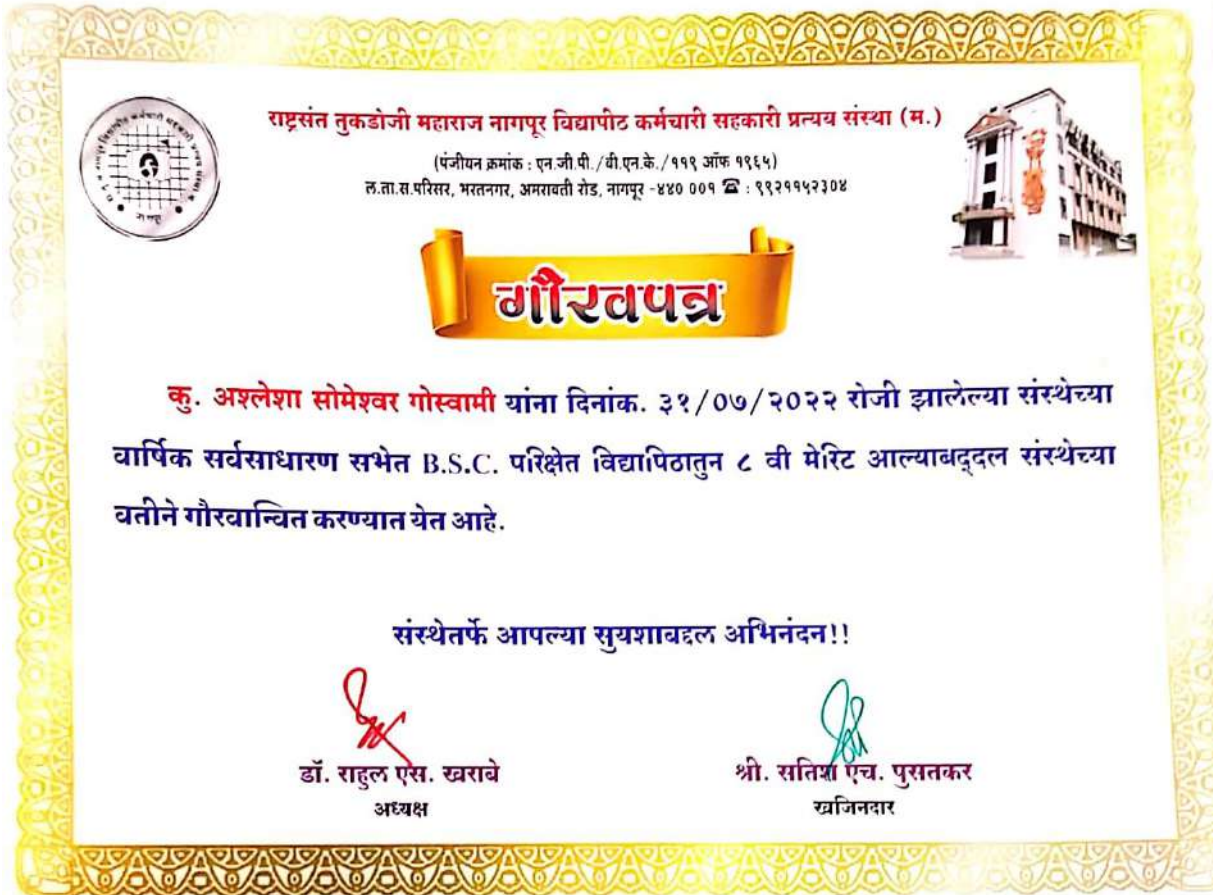 राष्ट्रसंत तुकडोजी महाराज नागपूर विद्यापीठ कर्मचारी सहकारी प्रत्यय संस्था (म.)
(पंजीयन क्रमांक : एन.जी.पी./वी.एन.के./११९ ऑफ १९६५)
ल.ता.स.परिसर, भरतनगर, अमरावती रोड, नागपूर -४४० ००१ ☎ : ९९२११५२३०४
गौरवपत्र
कु. अश्लेशा सोमेश्वर गोस्वामी यांना दिनांक. ३१/०७/२०२२ रोजी झालेल्या संस्थेच्या
वार्षिक सर्वसाधारण सभेत B.S.C. परिक्षेत विद्यापिठातुन ८ वी मेरिट आल्याबद्दल संस्थेच्या
वतीने गौरवान्वित करण्यात येत आहे.
संस्थेतर्फे आपल्या सुयशाबद्दल अभिनंदन!!
डॉ. राहुल एस. खराबे
श्री. सतिश एच. पुसतकर
अध्यक्ष
खजिनदार